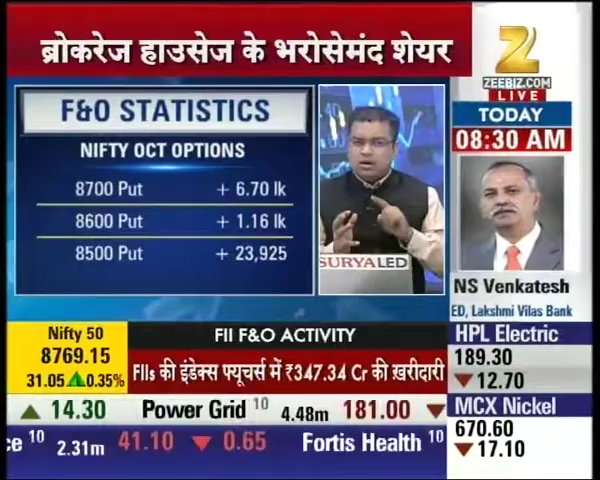 ब्रोकरेज हाउसेज के भरोसेमंद शेयर
Z
ZEEBIZ.COM
LIVE
F&O STATISTICS
NIFTY OCT OPTIONS
8700 Put + 6.70 lk
8600 Put + 1.16 lk
8500 Put + 23,925
SURYALED
TODAY
08:30 AM
NS Venkatesh
ED, Lakshmi Vilas Bank
Nifty 50
8769.15
31.05 ▲0.35%
FII F&O ACTIVITY
FIIs की इंडेक्स फ्यूचर्स में ₹347.34 Cr की ख़रीदारी
HPL Electric
189.30
▼12.70
MCX Nickel
670.60
▼17.10
▲ 14.30 Power Grid 10 4.48m 181.00 ▼
ce 10 2.31m 41.10 ▼ 0.65 Fortis Health 10